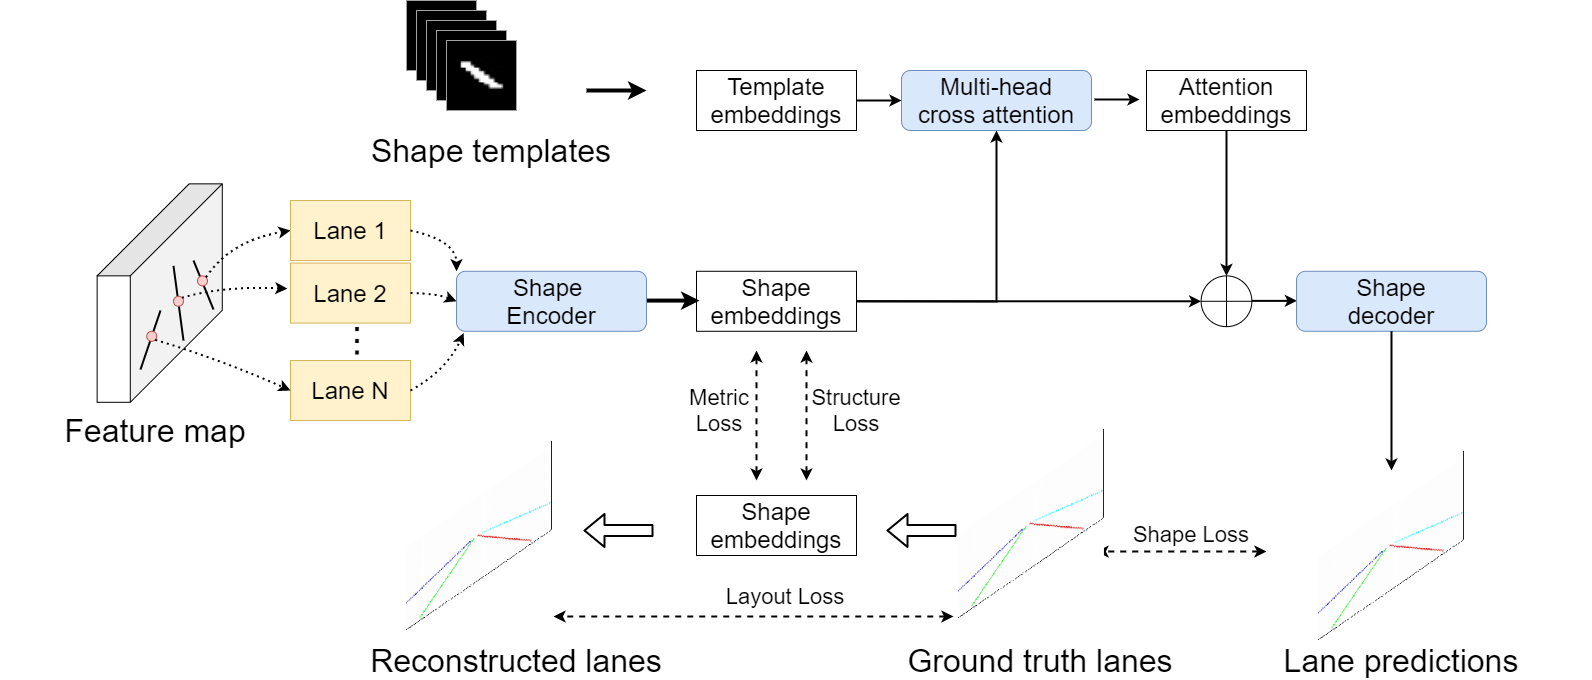 Shape templates
Template
embeddings
Multi-head
cross attention
Attention
embeddings
Feature map
Lane 1
Lane 2
Lane N
Shape
Encoder
Shape
embeddings
Shape
decoder
Metric
Loss
Structure
Loss
Shape
embeddings
Shape Loss
Layout Loss
Reconstructed lanes
Ground truth lanes
Lane predictions